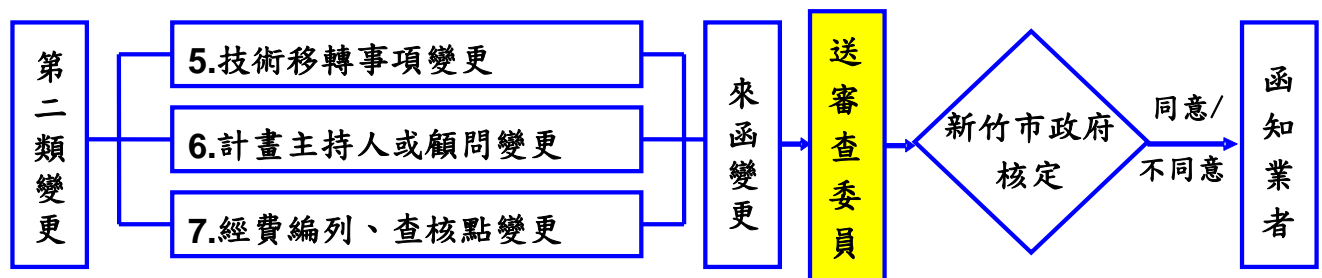 第二類變更
5.技術移轉事項變更
6.計畫主持人或顧問變更
7.經費編列、查核點變更
來函變更
送審查委員
新竹市政府
核定
同意/
不同意
函知業者